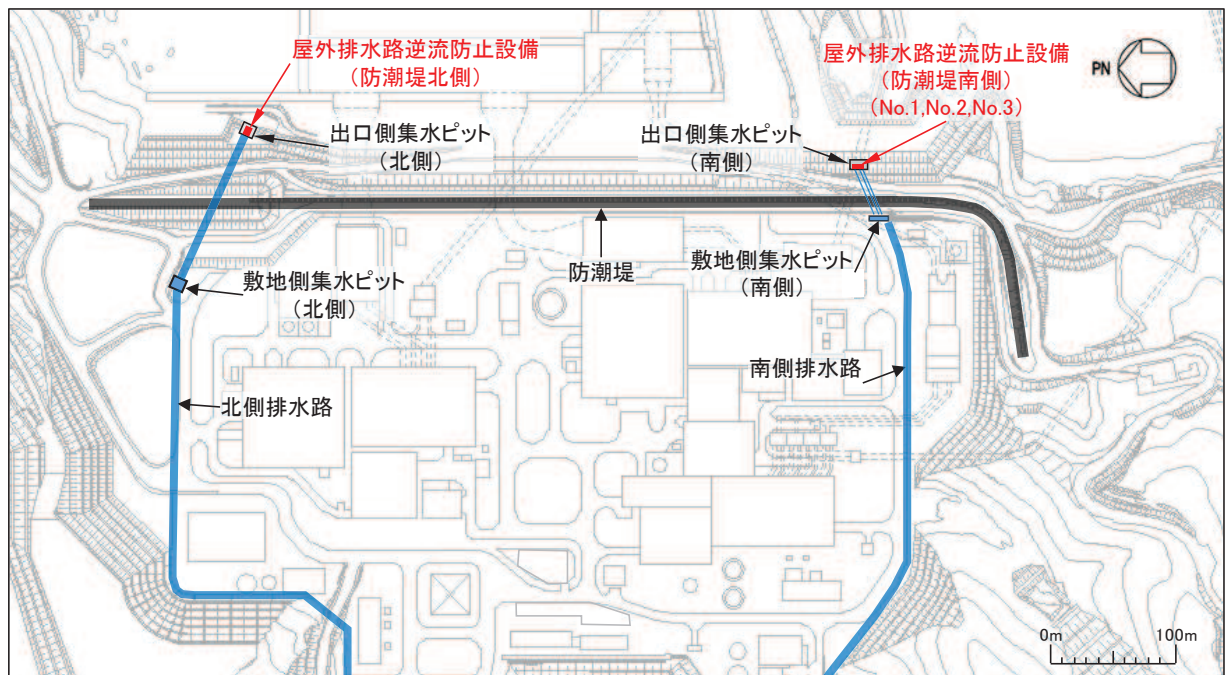 屋外排水路逆流防止設備
(防潮堤北側)
屋外排水路逆流防止設備
(防潮堤南側)
(No.1,No.2,No.3)
PN
出口側集水ピット
(北側)
出口側集水ピット
(南側)
防潮堤
敷地側集水ピット
(北側)
敷地側集水ピット
(南側)
北側排水路
南側排水路
0m 100m